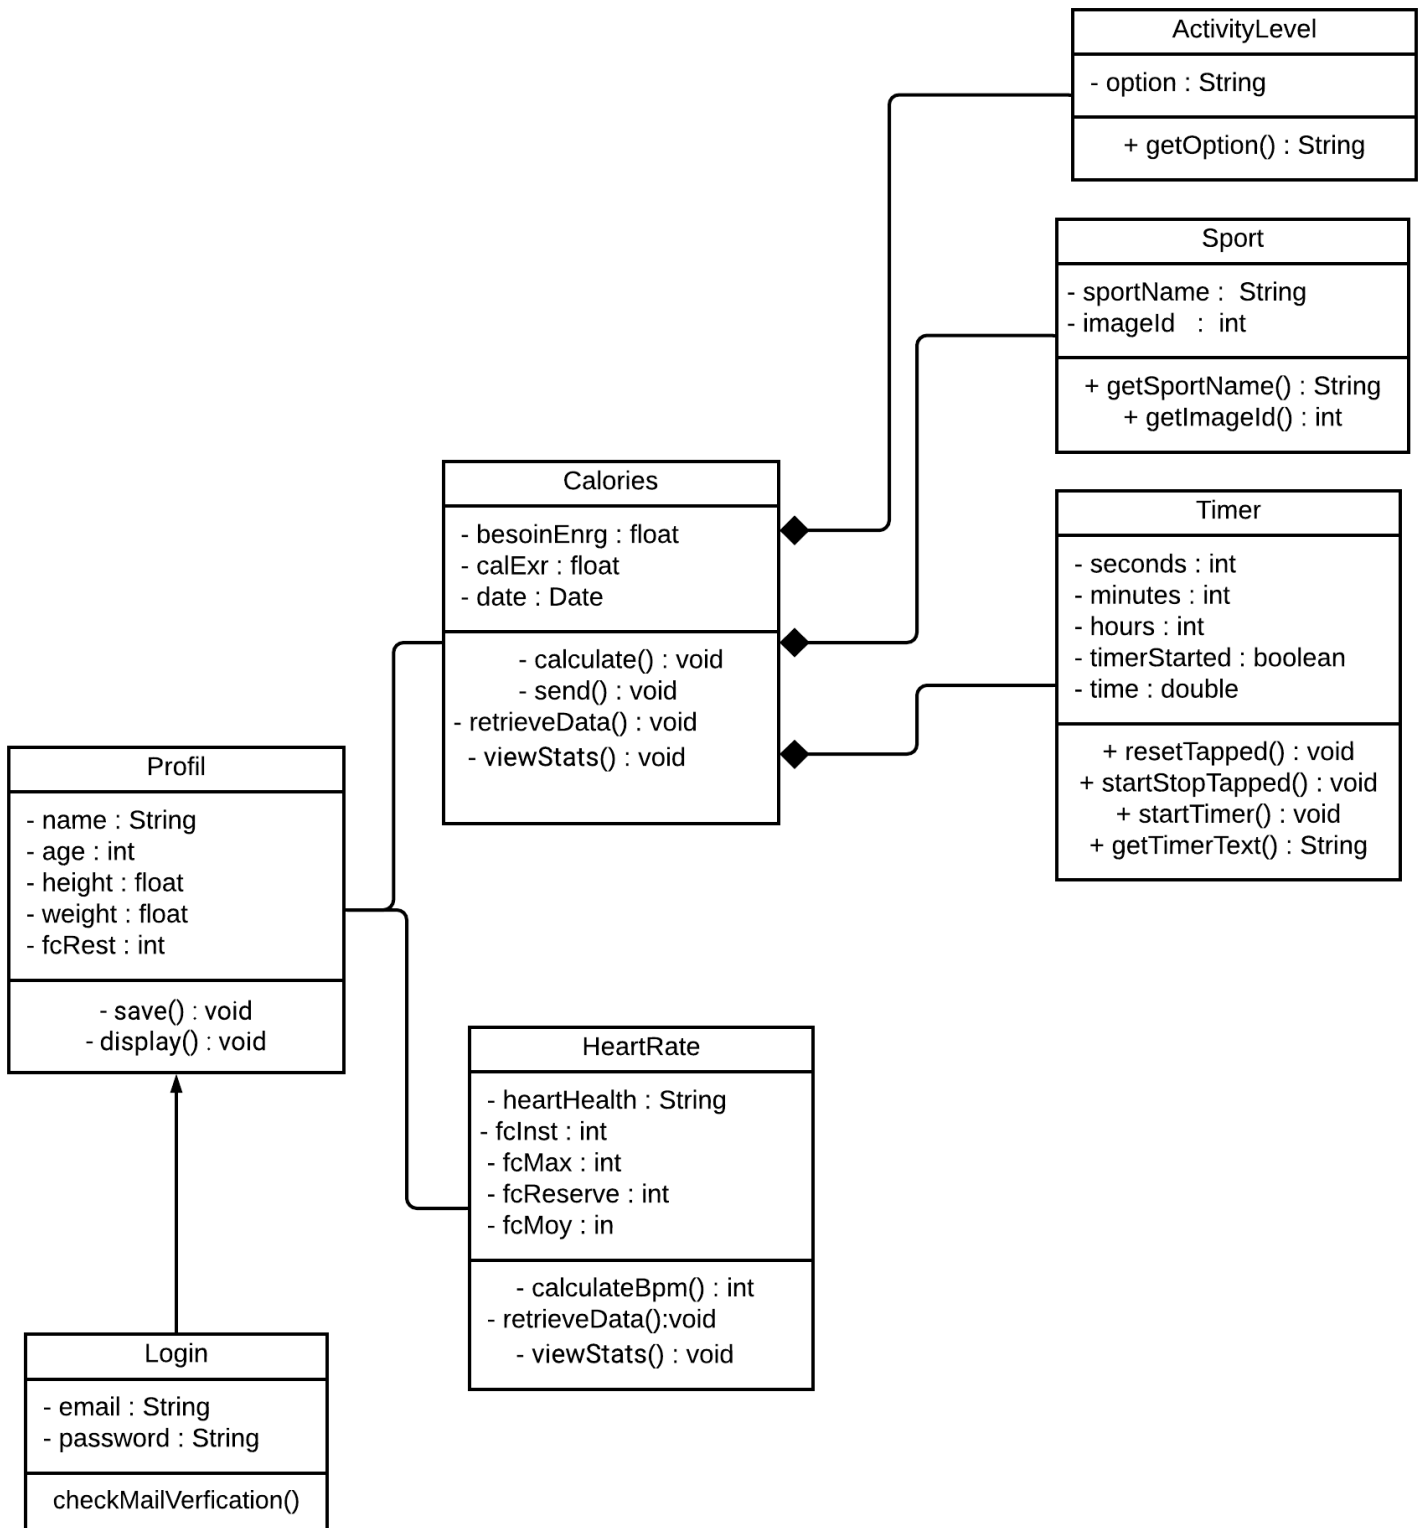 ActivityLevel
- option : String
+ getOption() : String
Sport
- sportName :  String
- imageId   :  int
+ getSportName() : String
+ getImageId() : int
Calories
- besoinEnrg : float
- calExr : float
- date : Date
- calculate() : void
- send() : void
- retrieveData() : void
- viewStats() : void
Timer
- seconds : int
- minutes : int
- hours : int
- timerStarted : boolean
- time : double
+ resetTapped() : void
+ startStopTapped() : void
+ startTimer() : void
+ getTimerText() : String
Profil
- name : String
- age : int
- height : float
- weight : float
- fcRest : int
- save() : void
- display() : void
HeartRate
- heartHealth : String
- fcInst : int
- fcMax : int
- fcReserve : int
- fcMoy : in
- calculateBpm() : int
- retrieveData():void
- viewStats() : void
Login
- email : String
- password : String
checkMailVerfication()